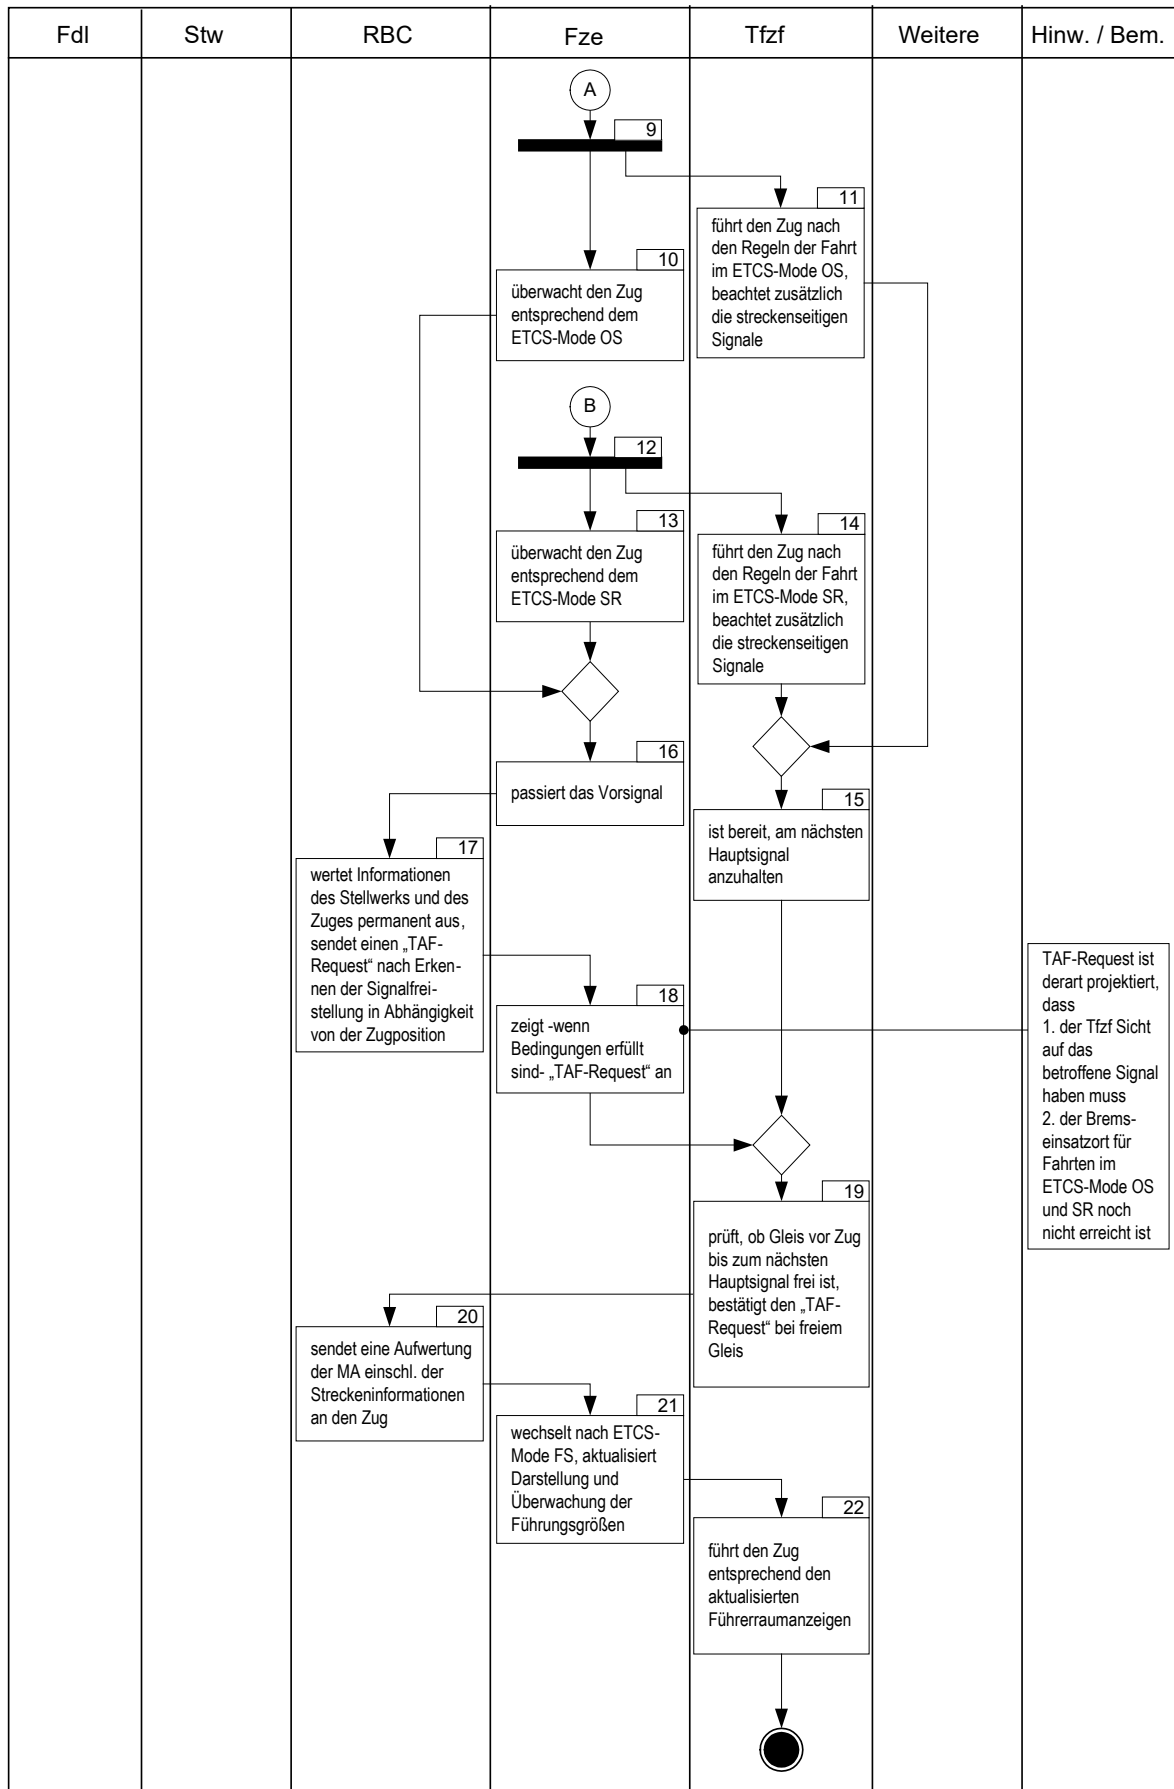 Fdl
Stw
RBC
Fze
Tfzf
Weitere
Hinw. / Bem.
A
9
11
führt den Zug nach
den Regeln der Fahrt
im ETCS-Mode OS,
beachtet zusätzlich
die streckenseitigen
Signale
10
überwacht den Zug
entsprechend dem
ETCS-Mode OS
B
12
13
überwacht den Zug
entsprechend dem
ETCS-Mode SR
14
führt den Zug nach
den Regeln der Fahrt
im ETCS-Mode SR,
beachtet zusätzlich
die streckenseitigen
Signale
16
passiert das Vorsignal
15
ist bereit, am nächsten
Hauptsignal
anzuhalten
17
wertet Informationen
des Stellwerks und des
Zuges permanent aus,
sendet einen „TAF-
Request“ nach Erken-
nen der Signalfrei-
stellung in Abhängigkeit
von der Zugposition
18
zeigt -wenn
Bedingungen erfüllt
sind- „TAF-Request“ an
TAF-Request ist
derart projektiert,
dass
1. der Tfzf Sicht
auf das
betroffene Signal
haben muss
2. der Brems-
einsatzort für
Fahrten im
ETCS-Mode OS
und SR noch
nicht erreicht ist
19
prüft, ob Gleis vor Zug
bis zum nächsten
Hauptsignal frei ist,
bestätigt den „TAF-
Request“ bei freiem
Gleis
20
sendet eine Aufwertung
der MA einschl. der
Streckeninformationen
an den Zug
21
wechselt nach ETCS-
Mode FS, aktualisiert
Darstellung und
Überwachung der
Führungsgrößen
22
führt den Zug
entsprechend den
aktualisierten
Führerraumanzeigen